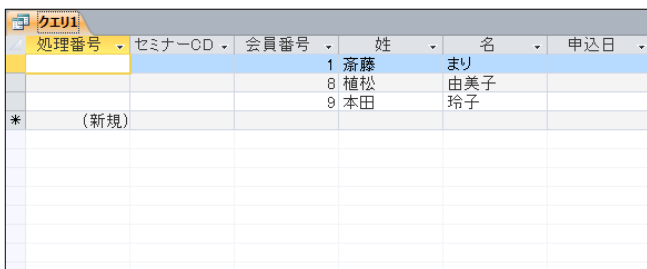 クエリ1
処理番号 セミナーCD 会員番号 姓 名 申込日
1 斎藤 まり
8 植松 由美子
9 本田 玲子
* (新規)